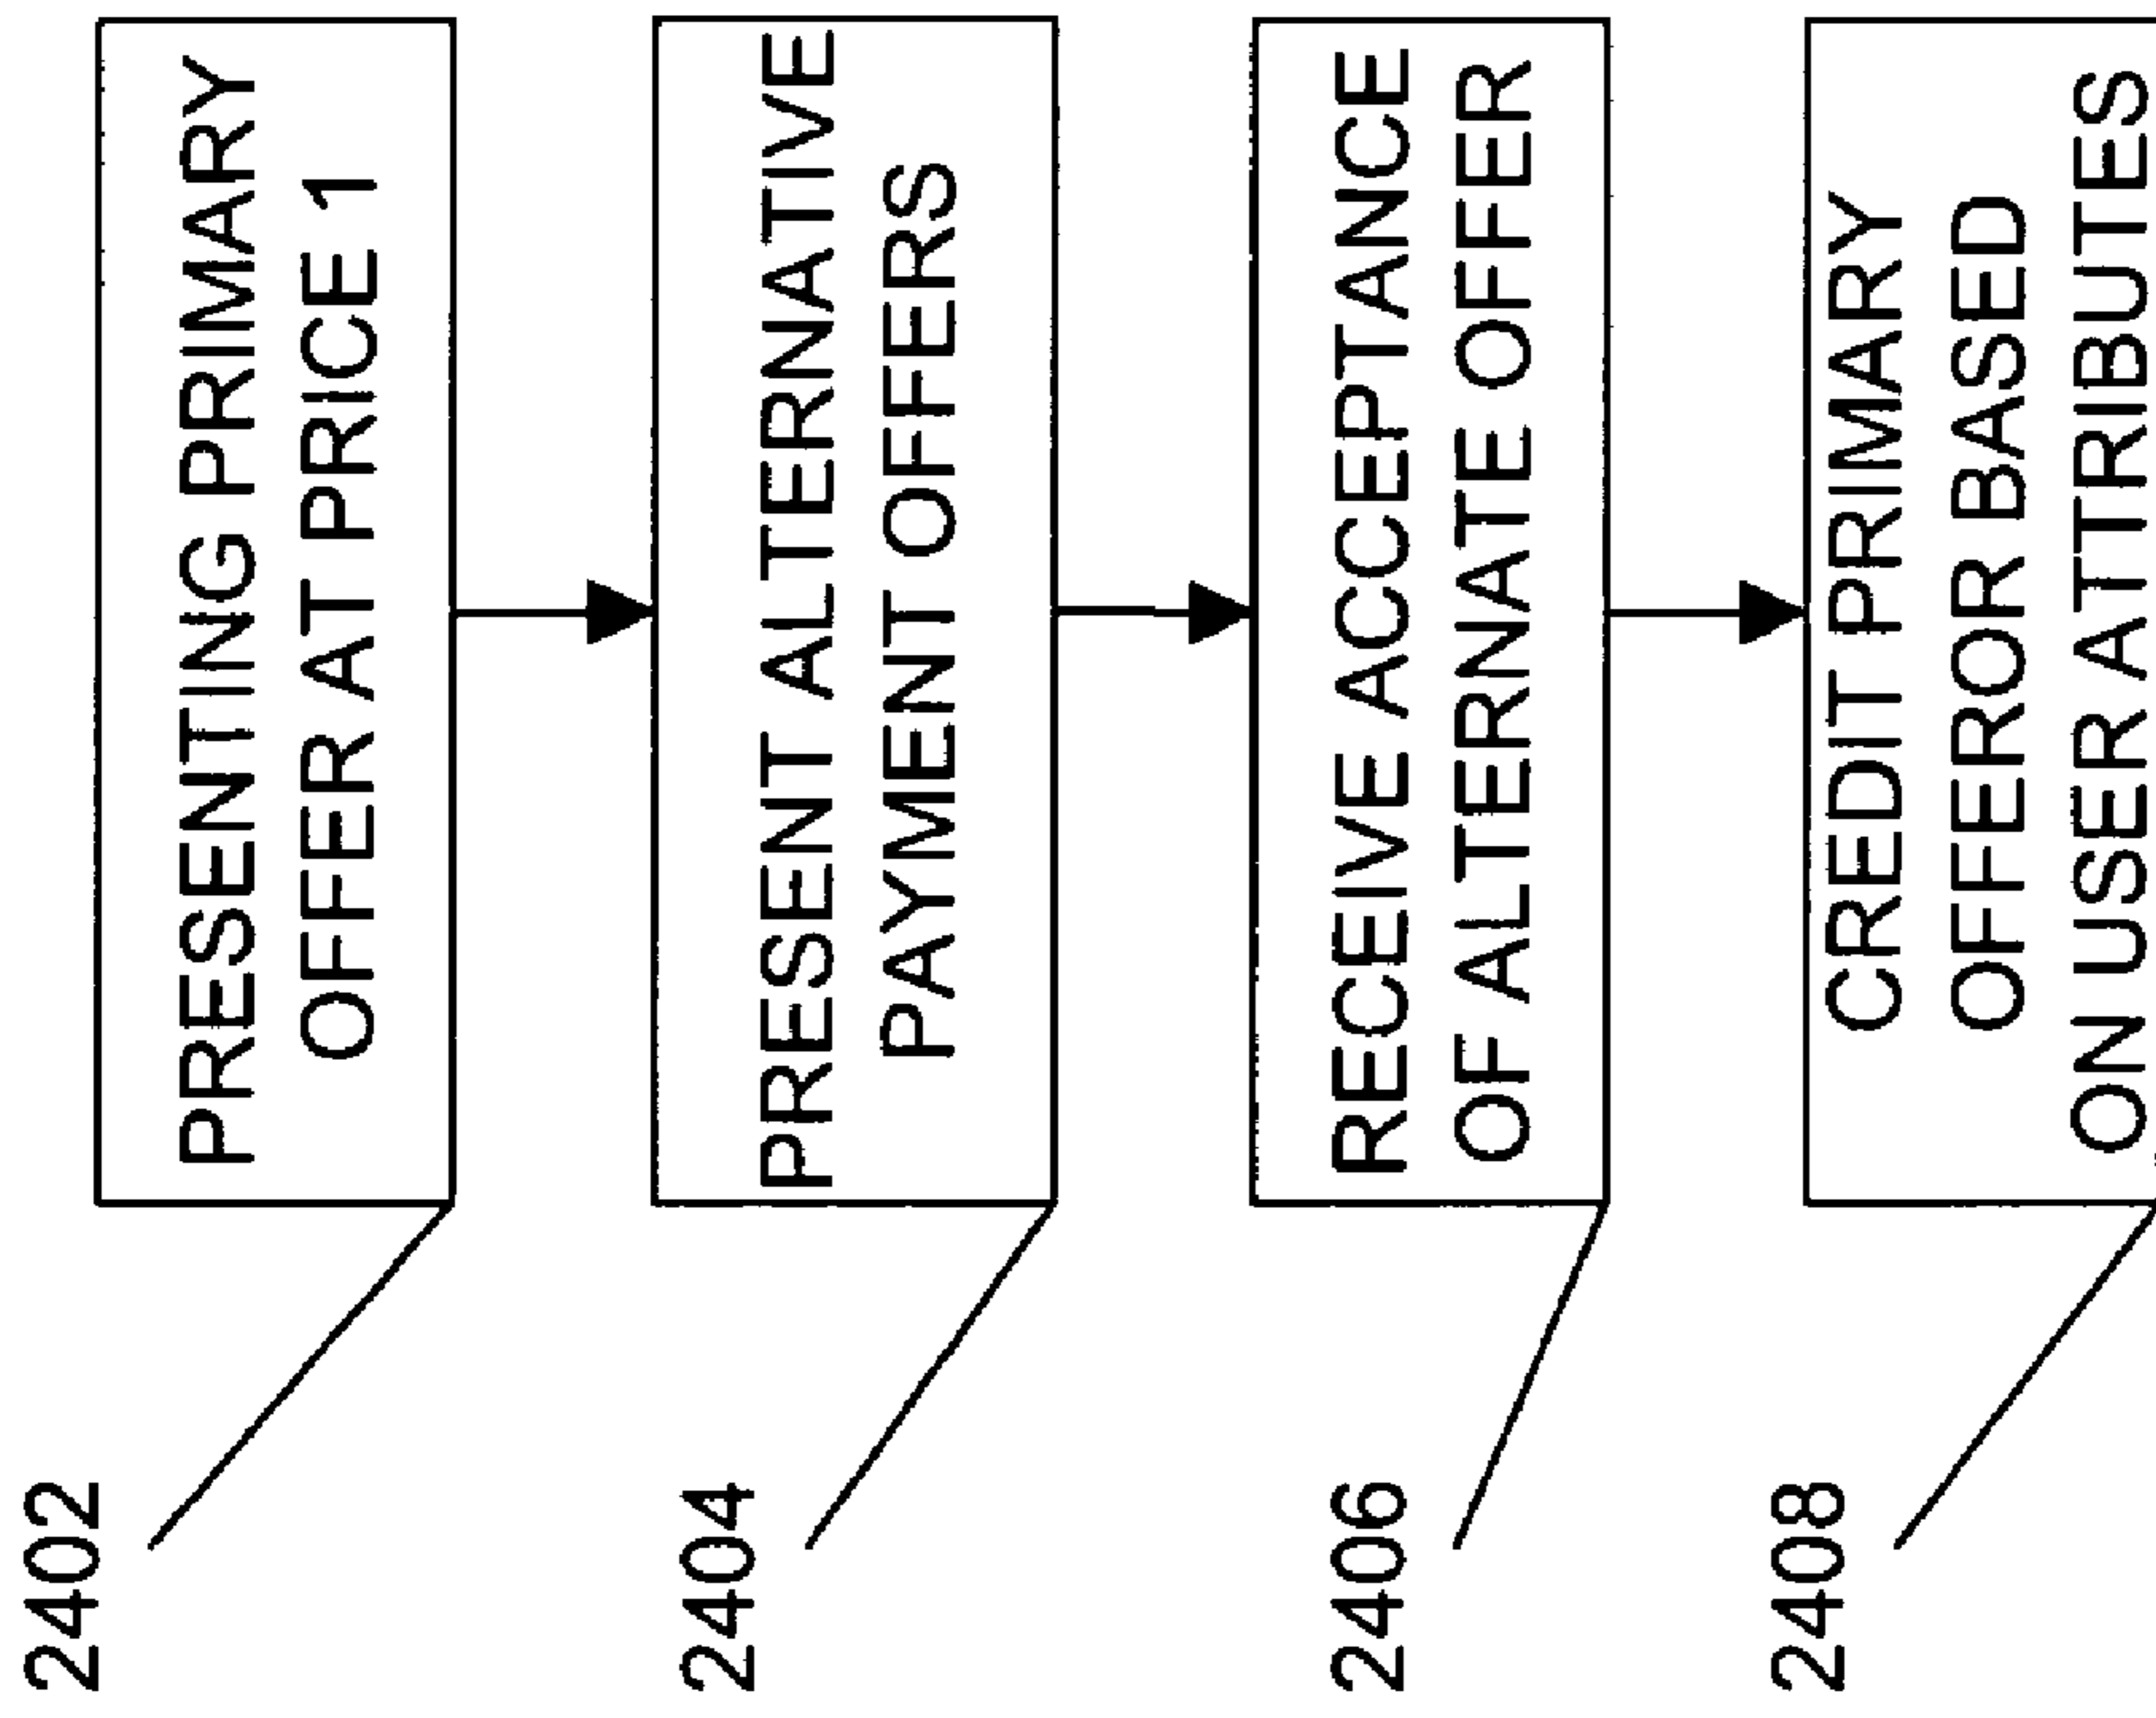 2402
PRESENTING PRIMARY
OFFER AT PRICE 1
2404
PRESENT ALTERNATIVE
PAYMENT OFFERS
2406
RECEIVE ACCEPTANCE
OF ALTERNATE OFFER
2408
CREDIT PRIMARY
OFFEROR BASED
ON USER ATTRIBUTES